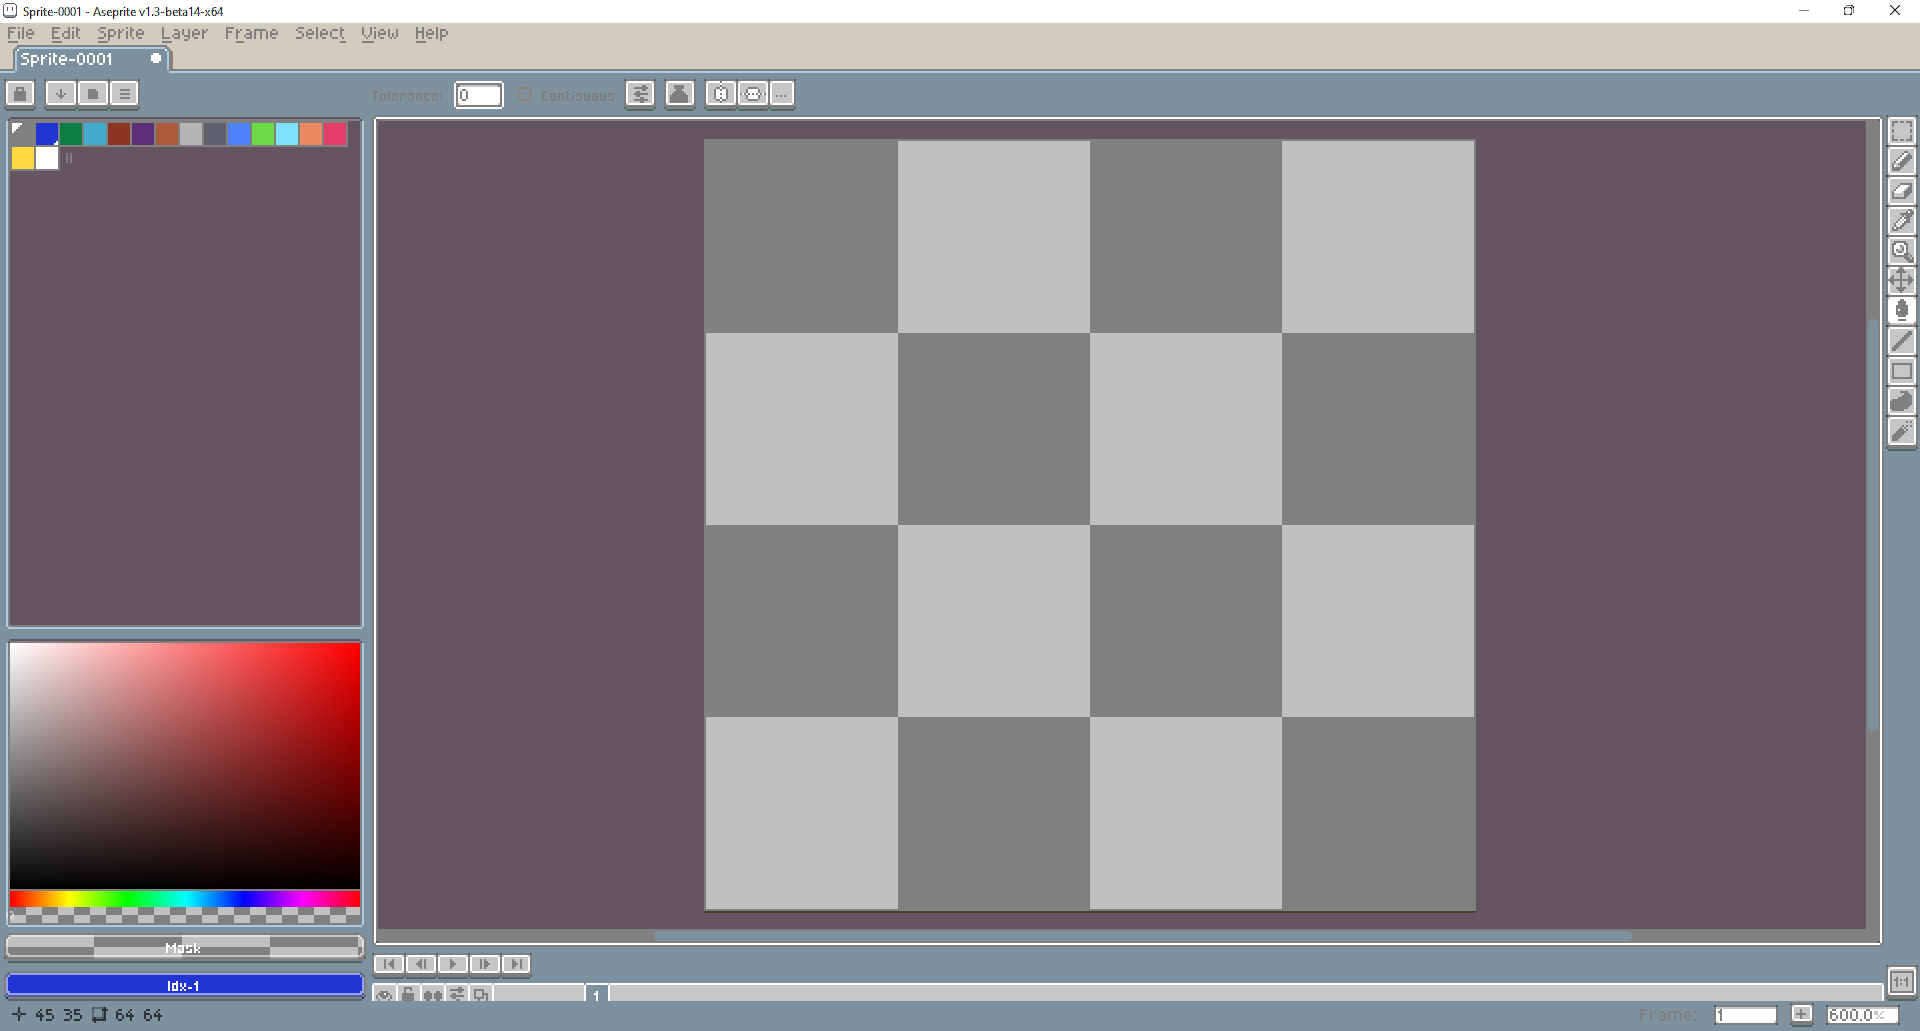 Sprite-0001 - Aseprite v1.3-beta14-x64
File Edit Sprite Layer Frame Select View Help
Sprite-0001
Tolerance: 0 Contiguous ...
Mask
Idx-1
1
1:1
45 35 64 64 Frame: 1 + 600.0%